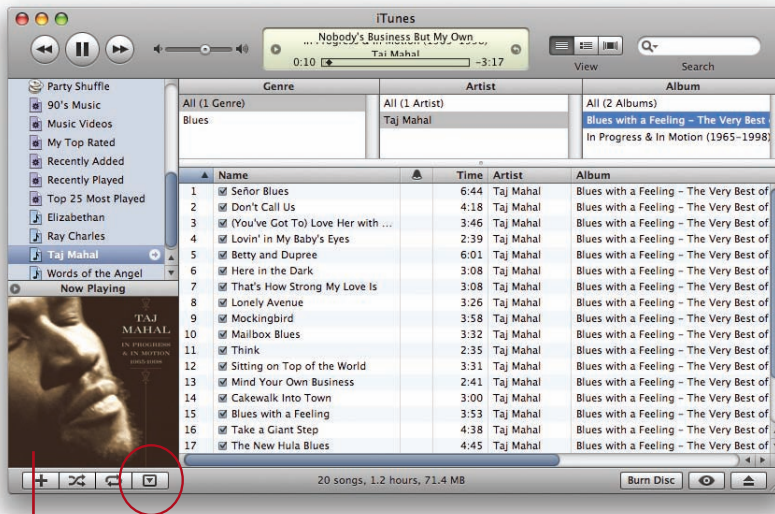 iTunes
Nobody's Business But My Own
In Progress & In Motion (1965-1998)
Taj Mahal
0:10 -3:17
View Search
Party Shuffle
90's Music
Music Videos
My Top Rated
Recently Added
Recently Played
Top 25 Most Played
Elizabethan
Ray Charles
Taj Mahal
Words of the Angel
Now Playing
TAJ
MAHAL
IN PROGRESS
& IN MOTION
1965-1998
Genre Artist Album
All (1 Genre) All (1 Artist) All (2 Albums)
Blues Taj Mahal Blues with a Feeling – The Very Best
In Progress & In Motion (1965-1998)
Name Time Artist Album
1 Señor Blues 6:44 Taj Mahal Blues with a Feeling – The Very Best of
2 Don't Call Us 4:18 Taj Mahal Blues with a Feeling – The Very Best of
3 (You've Got To) Love Her with ... 3:46 Taj Mahal Blues with a Feeling – The Very Best of
4 Lovin' in My Baby's Eyes 2:39 Taj Mahal Blues with a Feeling – The Very Best of
5 Betty and Dupree 6:01 Taj Mahal Blues with a Feeling – The Very Best of
6 Here in the Dark 3:08 Taj Mahal Blues with a Feeling – The Very Best of
7 That's How Strong My Love Is 3:08 Taj Mahal Blues with a Feeling – The Very Best of
8 Lonely Avenue 3:26 Taj Mahal Blues with a Feeling – The Very Best of
9 Mockingbird 3:58 Taj Mahal Blues with a Feeling – The Very Best of
10 Mailbox Blues 3:32 Taj Mahal Blues with a Feeling – The Very Best of
11 Think 2:35 Taj Mahal Blues with a Feeling – The Very Best of
12 Sitting on Top of the World 3:31 Taj Mahal Blues with a Feeling – The Very Best of
13 Mind Your Own Business 2:41 Taj Mahal Blues with a Feeling – The Very Best of
14 Cakewalk Into Town 3:00 Taj Mahal Blues with a Feeling – The Very Best of
15 Blues with a Feeling 3:53 Taj Mahal Blues with a Feeling – The Very Best of
16 Take a Giant Step 4:38 Taj Mahal Blues with a Feeling – The Very Best of
17 The New Hula Blues 4:45 Taj Mahal Blues with a Feeling – The Very Best of
20 songs, 1.2 hours, 71.4 MB
Burn Disc